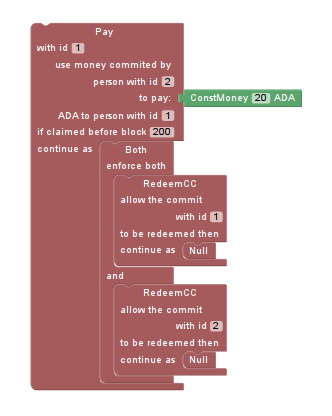 Pay
with id 1
use money commited by
person with id 2
to pay: ConstMoney 20 ADA
ADA to person with id 1
if claimed before block 200
continue as Both
enforce both
RedeemCC
allow the commit
with id 1
to be redeemed then
continue as Null
and
RedeemCC
allow the commit
with id 2
to be redeemed then
continue as Null